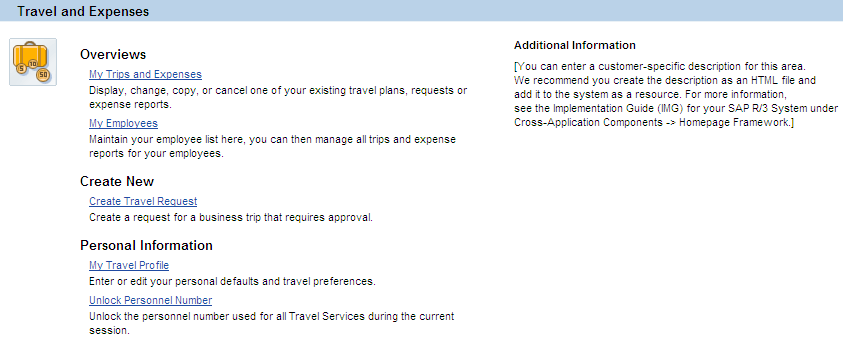 Travel and Expenses
5
10
50
Overviews
My Trips and Expenses
Display, change, copy, or cancel one of your existing travel plans, requests or
expense reports.
My Employees
Maintain your employee list here, you can then manage all trips and expense
reports for your employees.
Create New
Create Travel Request
Create a request for a business trip that requires approval.
Personal Information
My Travel Profile
Enter or edit your personal defaults and travel preferences.
Unlock Personnel Number
Unlock the personnel number used for all Travel Services during the current
session.
Additional Information
[You can enter a customer-specific description for this area.
We recommend you create the description as an HTML file and
add it to the system as a resource. For more information,
see the Implementation Guide (IMG) for your SAP R/3 System under
Cross-Application Components -> Homepage Framework.]